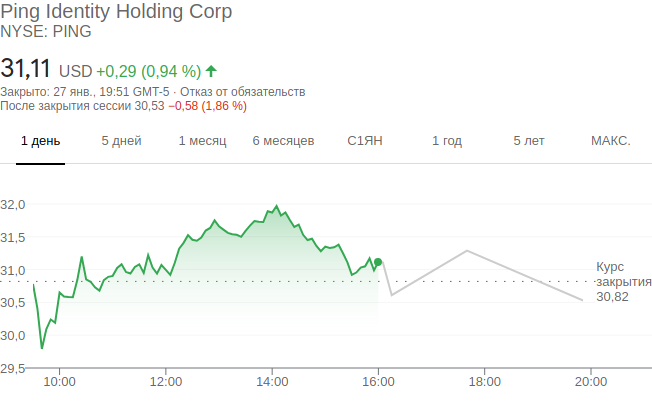 Ping Identity Holding Corp
NYSE: PING
31,11 USD +0,29 (0,94 %)
Закрыто: 27 янв., 19:51 GMT-5 · Отказ от обязательств
После закрытия сессии 30,53 −0,58 (1,86 %)
1 день 5 дней 1 месяц 6 месяцев С1ЯН 1 год 5 лет МАКС.
32,0
31,5
31,0
30,5
30,0
29,5
Курс
закрытия
30,82
10:00 12:00 14:00 16:00 18:00 20:00